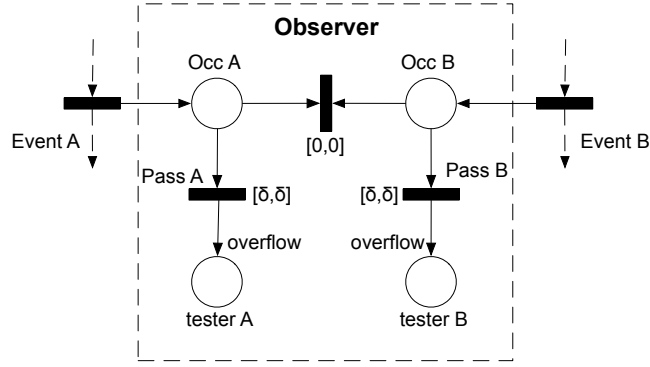 Observer
Occ A
Occ B
Event A
[0,0]
Event B
Pass A
Pass B
[δ,δ]
[δ,δ]
overflow
overflow
tester A
tester B